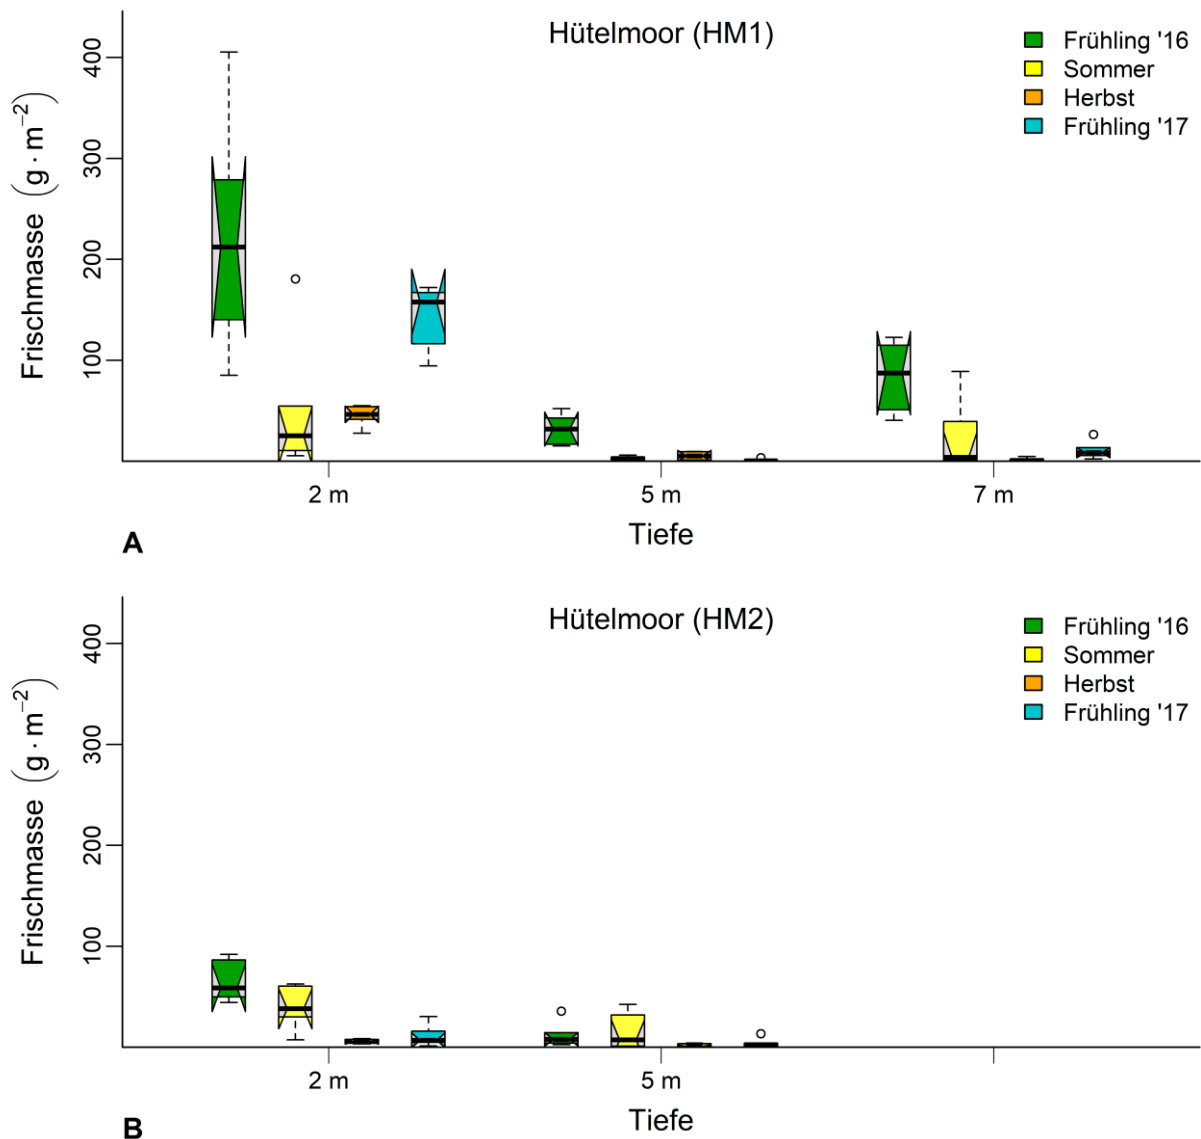 Hütelmoor (HM1)
Frühling '16
Sommer
Herbst
Frühling '17
Frischmasse (g · m⁻²)
400
300
200
100
2 m
5 m
7 m
Tiefe
A
Hütelmoor (HM2)
Frühling '16
Sommer
Herbst
Frühling '17
Frischmasse (g · m⁻²)
400
300
200
100
2 m
5 m
Tiefe
B